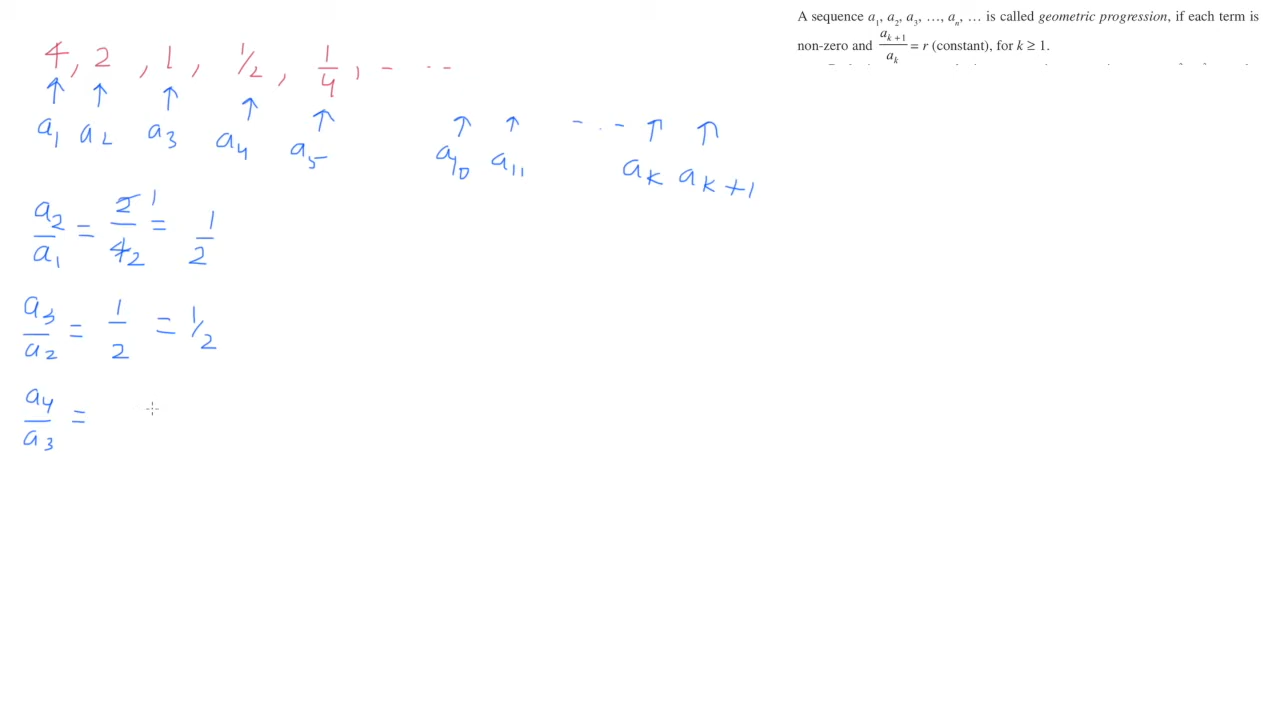 A sequence a₁, a₂, a₃, …, aₙ, … is called geometric progression, if each term is
non-zero and aₖ₊₁/aₖ = r (constant), for k ≥ 1.
4, 2, 1, 1/2, 1/4, - - -
↑ ↑ ↑ ↑ ↑ ↑ ↑ - - - ↑ ↑
a₁ a₂ a₃ a₄ a₅ a₁₀ a₁₁ aₖ aₖ₊₁
a₂/a₁ = 2̶ 1/4̶ 2 = 1/2
a₃/a₂ = 1/2 = 1/2
a₄/a₃ =